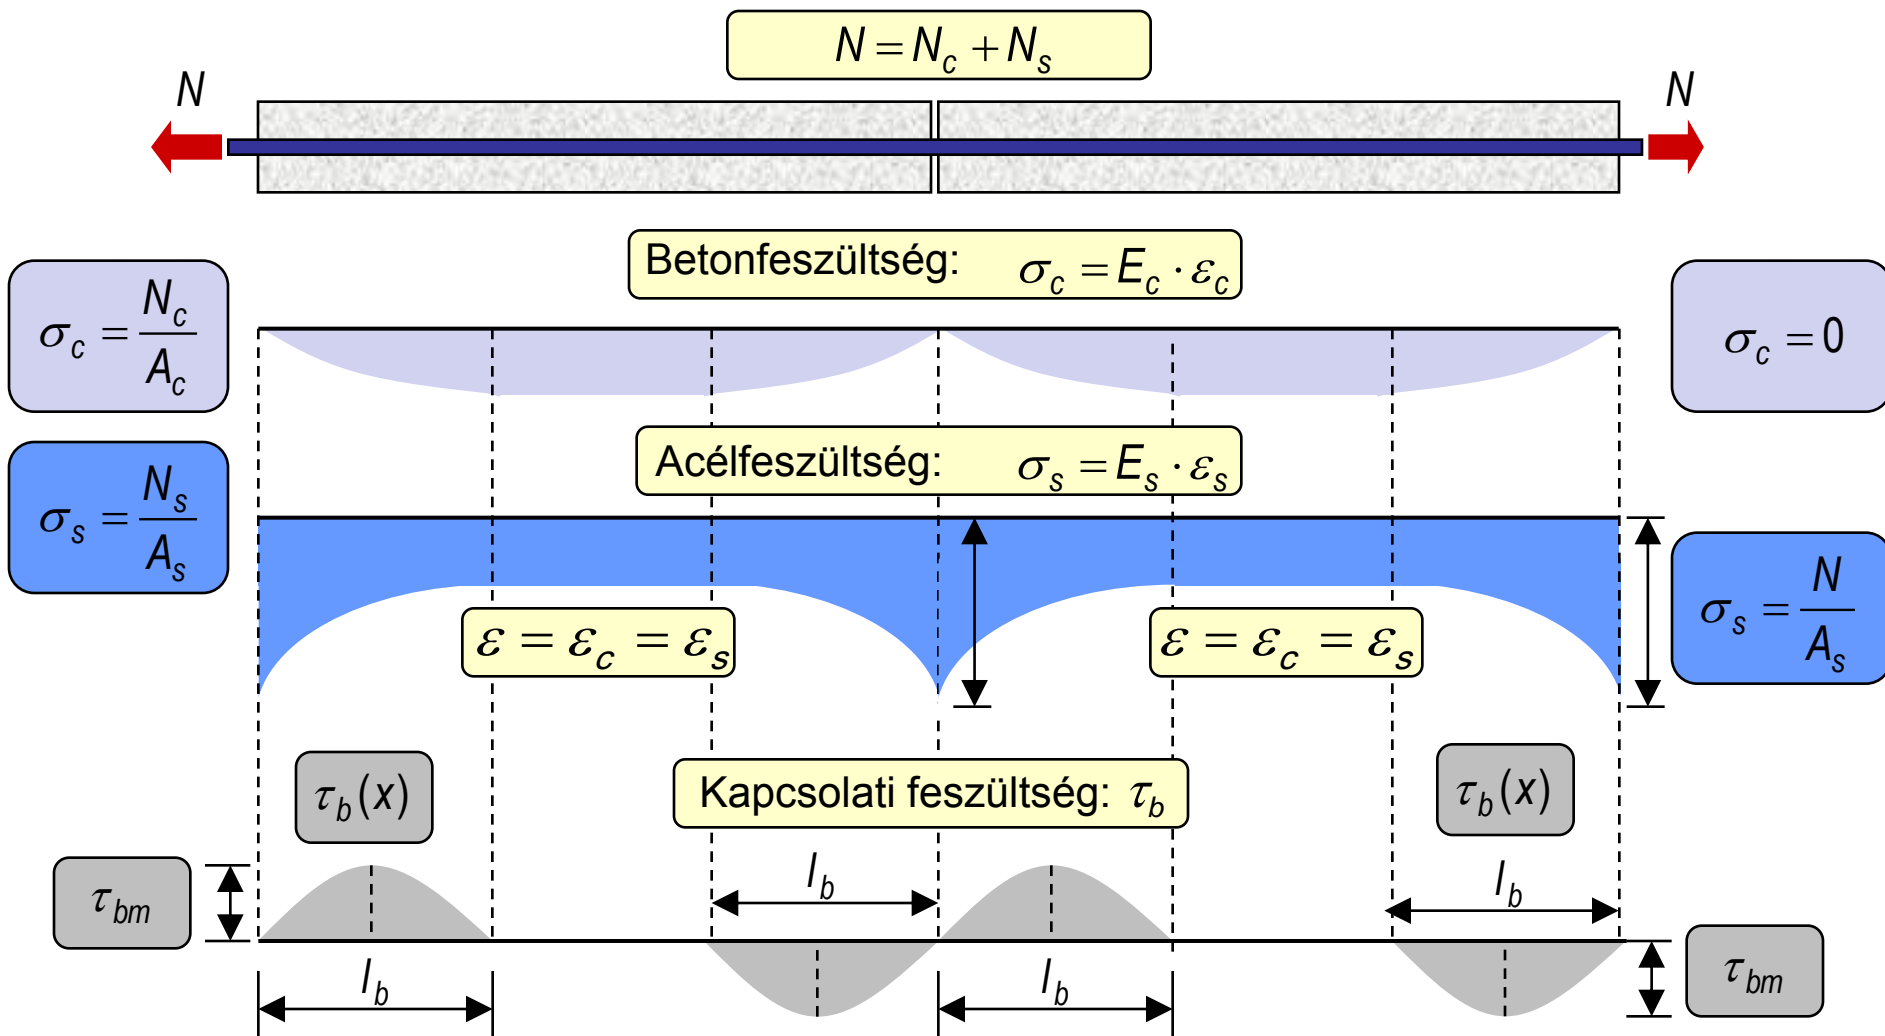 N = N_c + N_s
N
N
Betonfeszültség: σ_c = E_c · ε_c
σ_c = N_c / A_c
σ_c = 0
Acélfeszültség: σ_s = E_s · ε_s
σ_s = N_s / A_s
σ_s = N / A_s
ε = ε_c = ε_s
ε = ε_c = ε_s
τ_b(x)
Kapcsolati feszültség: τ_b
τ_b(x)
τ_bm
l_b
l_b
l_b
l_b
τ_bm